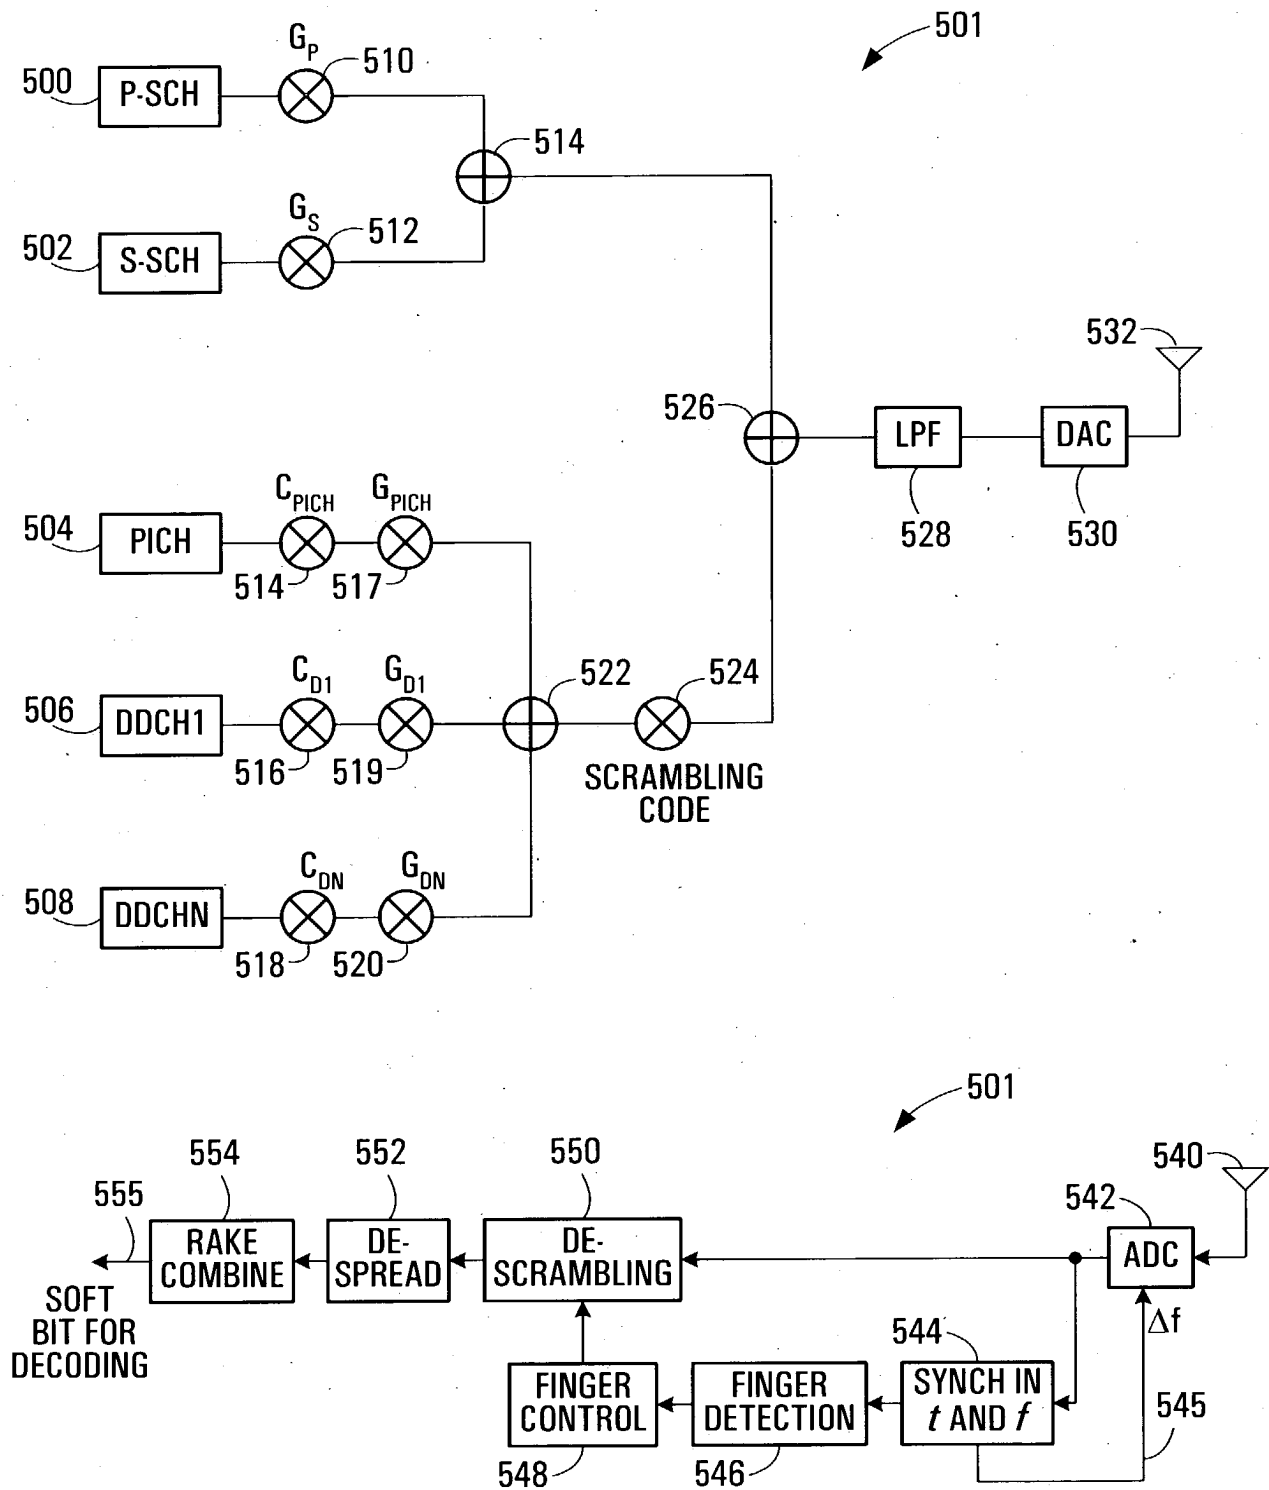 501
G_P
510
500
P-SCH
514
G_S
512
502
S-SCH
532
526
LPF
DAC
528
530
C_PICH
G_PICH
504
PICH
514
517
C_D1
G_D1
522
524
506
DDCH1
516
519
SCRAMBLING
CODE
C_DN
G_DN
508
DDCHN
518
520
501
554
552
550
540
555
542
RAKE
COMBINE
DE-
SPREAD
DE-
SCRAMBLING
ADC
SOFT
BIT FOR
DECODING
Δf
544
FINGER
CONTROL
FINGER
DETECTION
SYNCH IN
t AND f
545
548
546